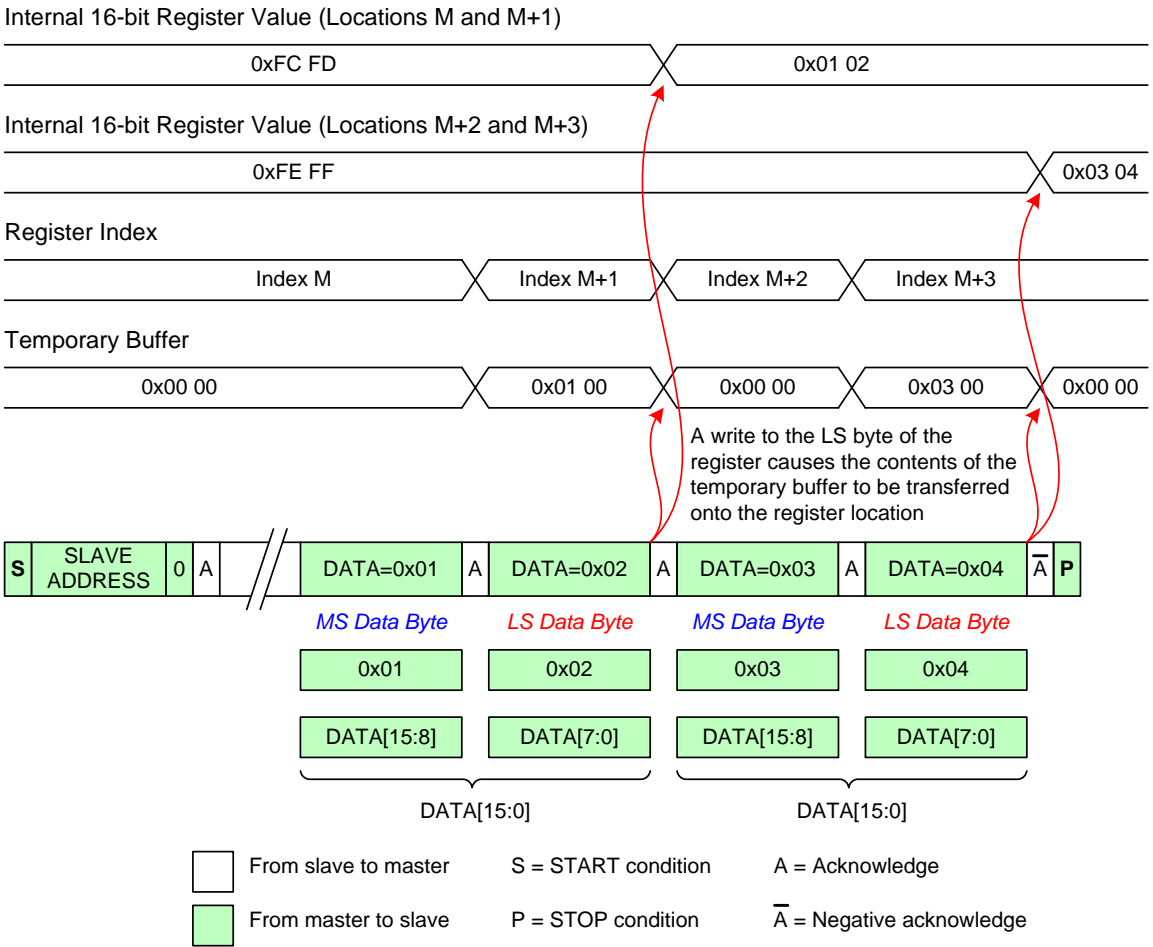 Internal 16-bit Register Value (Locations M and M+1)
0xFC FD 0x01 02
Internal 16-bit Register Value (Locations M+2 and M+3)
0xFE FF 0x03 04
Register Index
Index M Index M+1 Index M+2 Index M+3
Temporary Buffer
0x00 00 0x01 00 0x00 00 0x03 00 0x00 00
A write to the LS byte of the
register causes the contents of the
temporary buffer to be transferred
onto the register location
S SLAVE ADDRESS 0 A DATA=0x01 A DATA=0x02 A DATA=0x03 A DATA=0x04 A̅ P
MS Data Byte LS Data Byte MS Data Byte LS Data Byte
0x01 0x02 0x03 0x04
DATA[15:8] DATA[7:0] DATA[15:8] DATA[7:0]
DATA[15:0] DATA[15:0]
From slave to master S = START condition A = Acknowledge
From master to slave P = STOP condition A̅ = Negative acknowledge